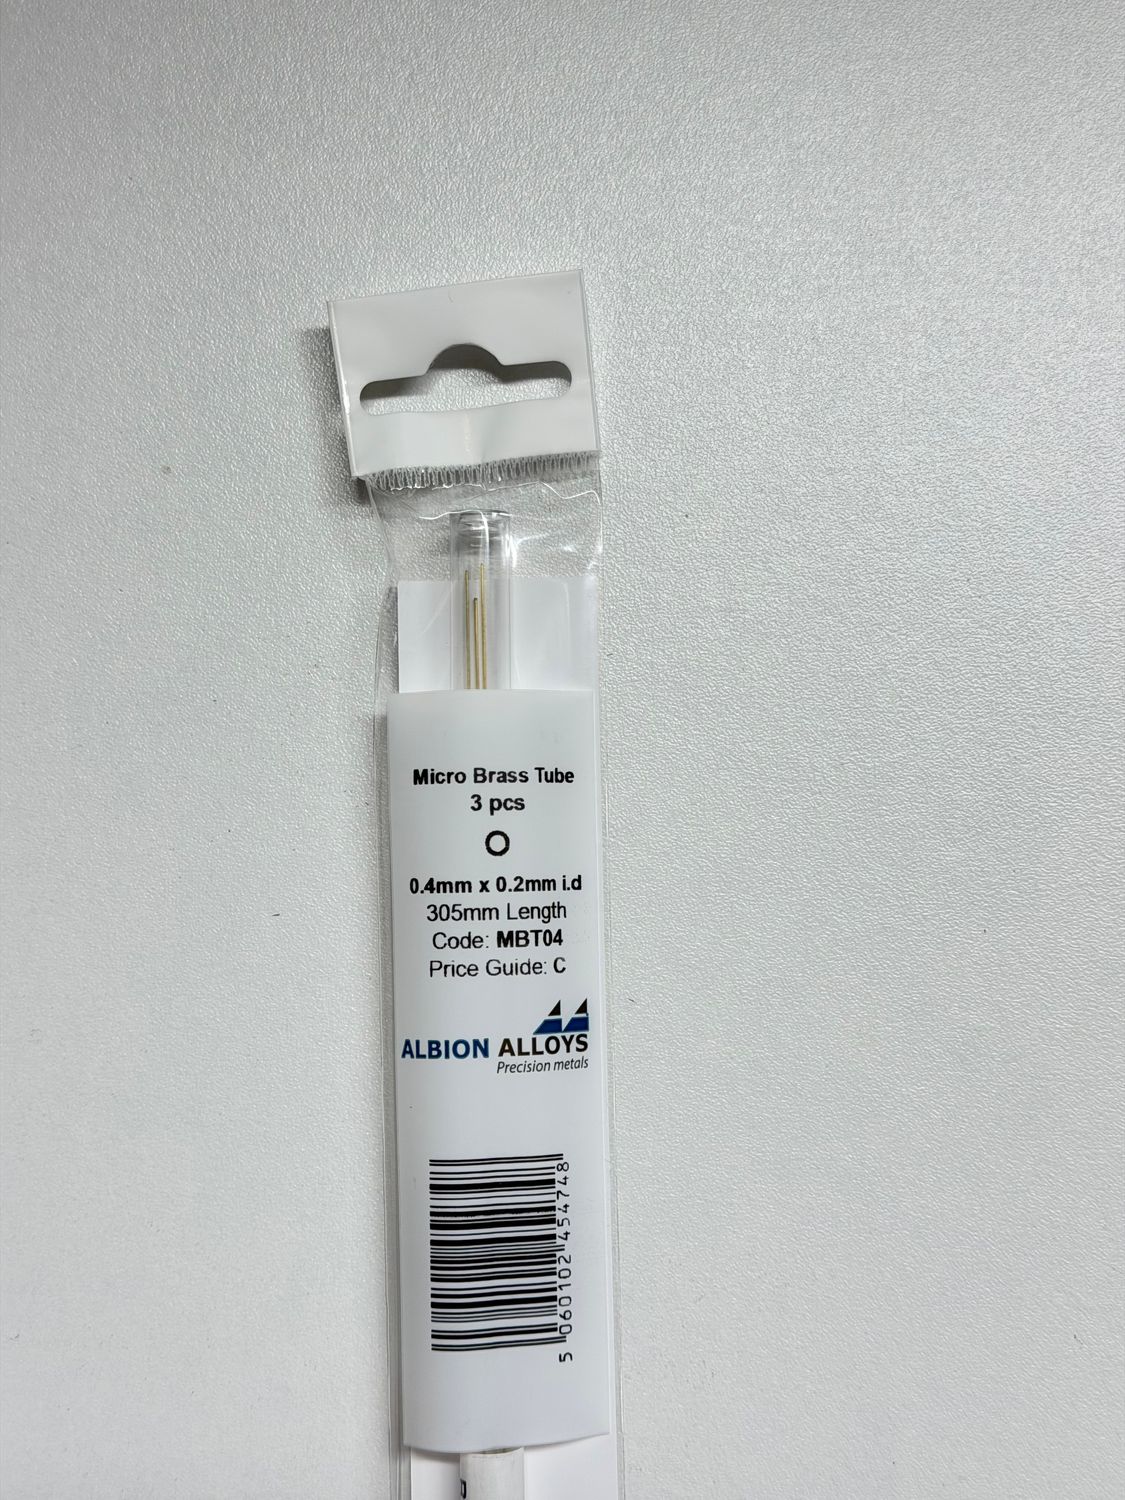 Micro Brass Tube
3 pcs
0.4mm x 0.2mm i.d
305mm Length
Code: MBT04
Price Guide: C
ALBION ALLOYS
Precision metals
5 060102 454748